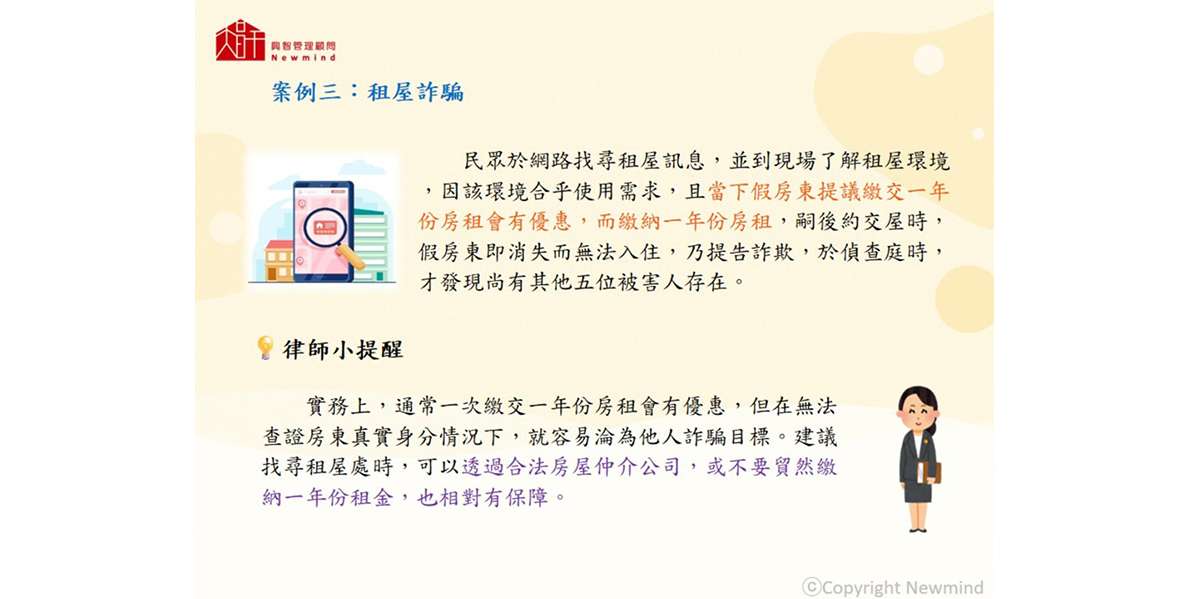 興智管理顧問
Newmind
案例三：租屋詐騙
民眾於網路找尋租屋訊息，並到現場了解租屋環境
，因該環境合乎使用需求，且當下假房東提議繳交一年
份房租會有優惠，而繳納一年份房租，嗣後約交屋時，
假房東即消失而無法入住，乃提告詐欺，於偵查庭時，
才發現尚有其他五位被害人存在。
律師小提醒
實務上，通常一次繳交一年份房租會有優惠，但在無法
查證房東真實身分情況下，就容易淪為他人詐騙目標。建議
找尋租屋處時，可以透過合法房屋仲介公司，或不要貿然繳
納一年份租金，也相對有保障。
ⓒCopyright Newmind